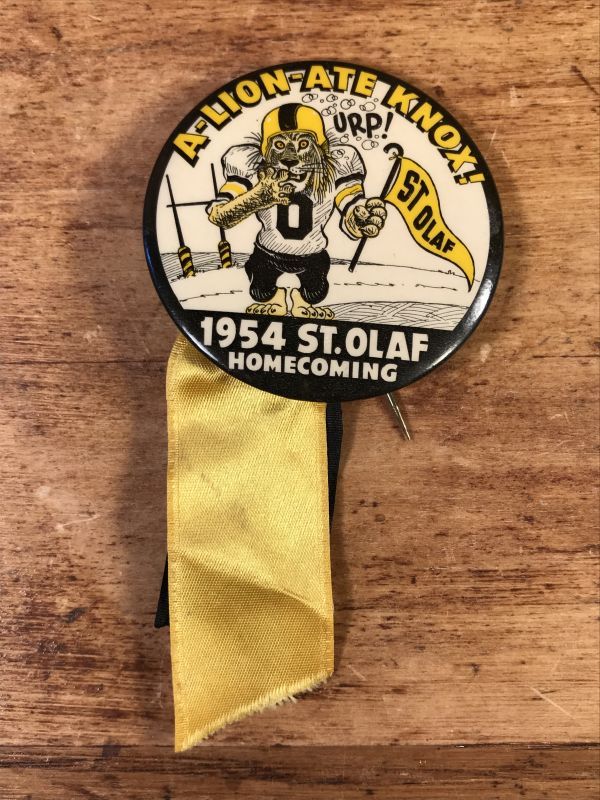 A-LION-ATE KNOX!
URP!
ST OLAF
0
1954 ST. OLAF
HOMECOMING